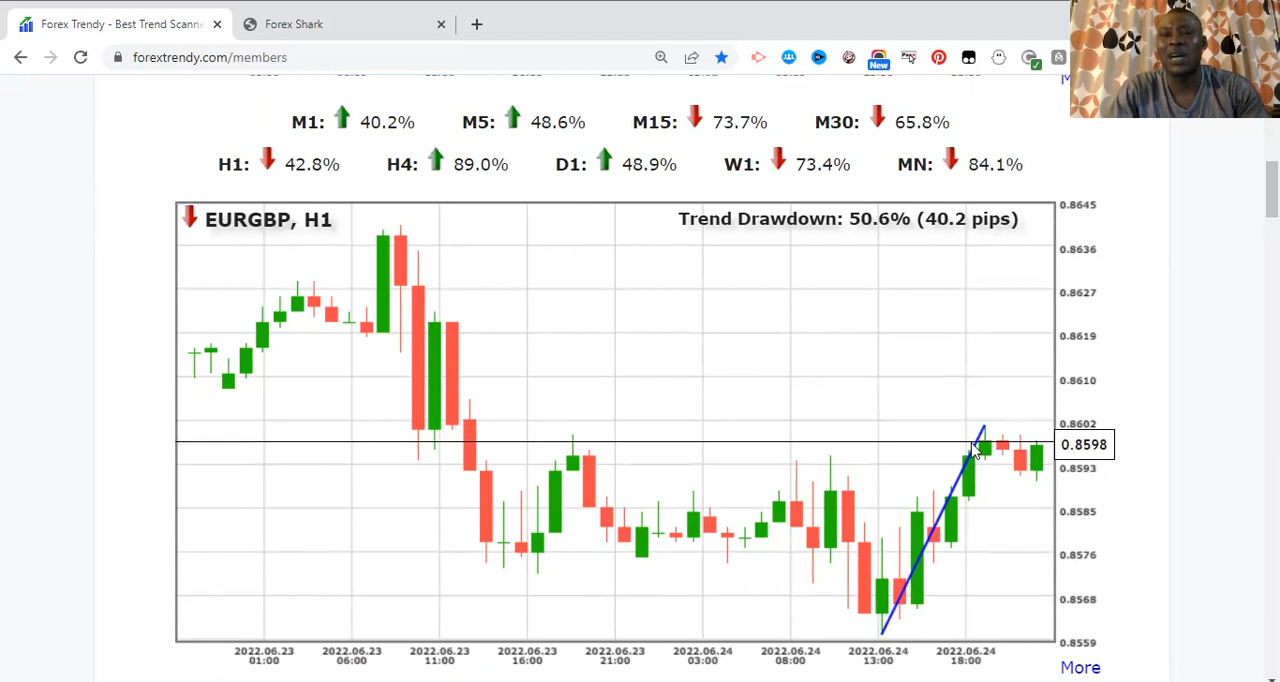 Forex Trendy - Best Trend Scanne
Forex Shark
forextrendy.com/members
New
M1: 40.2% M5: 48.6% M15: 73.7% M30: 65.8%
H1: 42.8% H4: 89.0% D1: 48.9% W1: 73.4% MN: 84.1%
EURGBP, H1
Trend Drawdown: 50.6% (40.2 pips)
0.8645
0.8636
0.8627
0.8619
0.8610
0.8602
0.8598
0.8593
0.8585
0.8576
0.8568
0.8559
2022.06.23 2022.06.23 2022.06.23 2022.06.23 2022.06.23 2022.06.24 2022.06.24 2022.06.24 2022.06.24
01:00 06:00 11:00 16:00 21:00 03:00 08:00 13:00 18:00
More